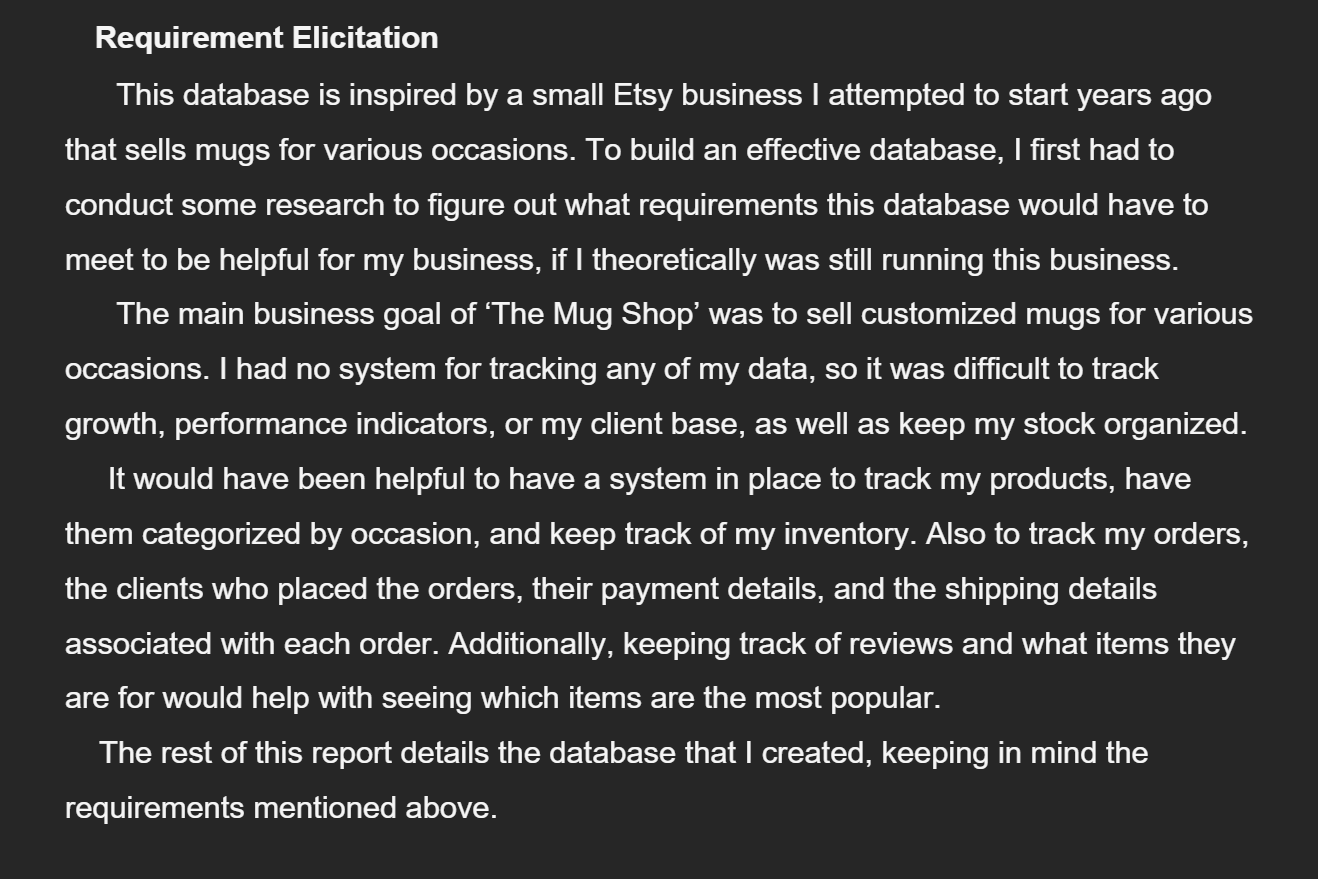 Requirement Elicitation
This database is inspired by a small Etsy business I attempted to start years ago
that sells mugs for various occasions. To build an effective database, I first had to
conduct some research to figure out what requirements this database would have to
meet to be helpful for my business, if I theoretically was still running this business.
The main business goal of ‘The Mug Shop’ was to sell customized mugs for various
occasions. I had no system for tracking any of my data, so it was difficult to track
growth, performance indicators, or my client base, as well as keep my stock organized.
It would have been helpful to have a system in place to track my products, have
them categorized by occasion, and keep track of my inventory. Also to track my orders,
the clients who placed the orders, their payment details, and the shipping details
associated with each order. Additionally, keeping track of reviews and what items they
are for would help with seeing which items are the most popular.
The rest of this report details the database that I created, keeping in mind the
requirements mentioned above.